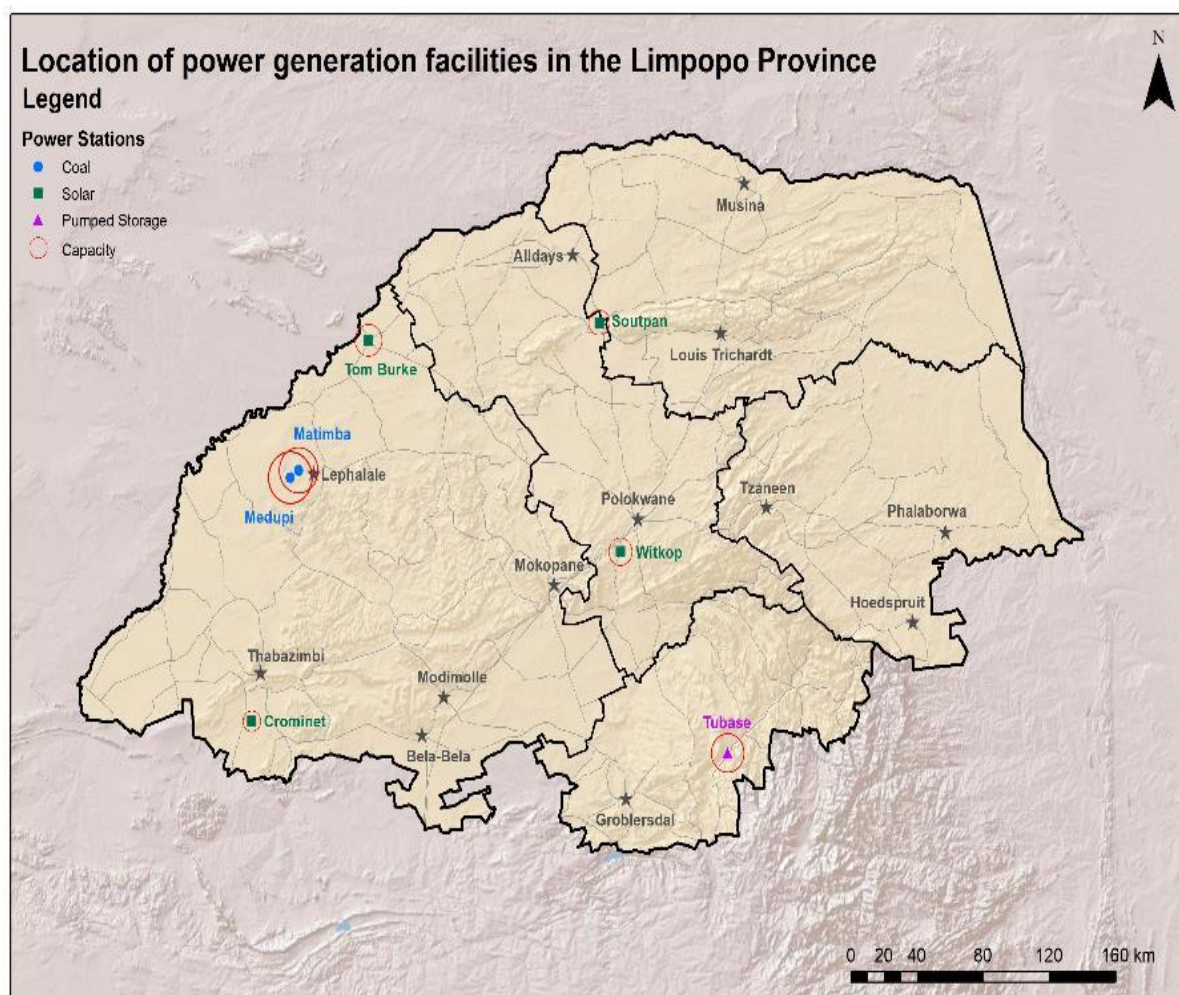 Location of power generation facilities in the Limpopo Province
Legend
Power Stations
Coal
Solar
Pumped Storage
Capacity
N
Musina
Alldays
Soutpan
Louis Trichardt
Tom Burke
Matimba
Lephalale
Medupi
Polokwane
Tzaneen
Phalaborwa
Witkop
Mokopane
Hoedspruit
Thabazimbi
Modimolle
Crominet
Bela-Bela
Tubase
Groblersdal
0 20 40 80 120 160 km